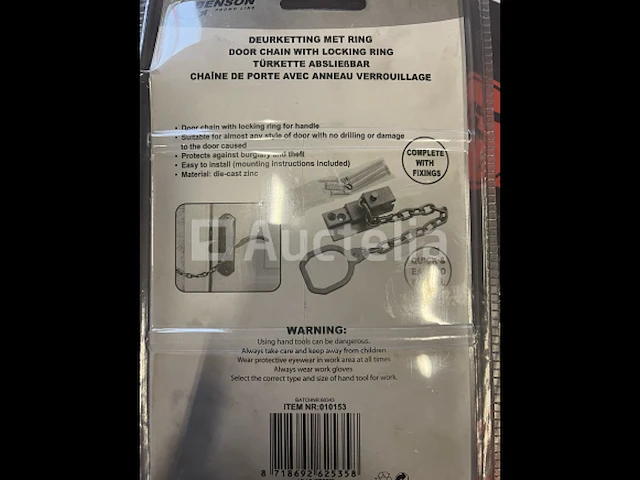 BENSON
DEURKETTING MET RING
DOOR CHAIN WITH LOCKING RING
TÜRKETTE ABSLIEßBAR
CHAÎNE DE PORTE AVEC ANNEAU VERROUILLAGE
• Door chain with locking ring for handle
• Suitable for almost any style of door with no drilling or damage
to the door caused
• Protects against burglary and theft
• Easy to install (mounting instructions included)
• Material: die-cast zinc
COMPLETE
WITH
FIXINGS
Auctelia
QUICK &
WARNING:
Using hand tools can be dangerous.
Always take care and keep away from children.
Wear protective eyewear in work area at all times
Always wear work gloves
Select the correct type and size of hand tool for work.
BATCHNR:60343
ITEM NR:010153
8 718692 625358